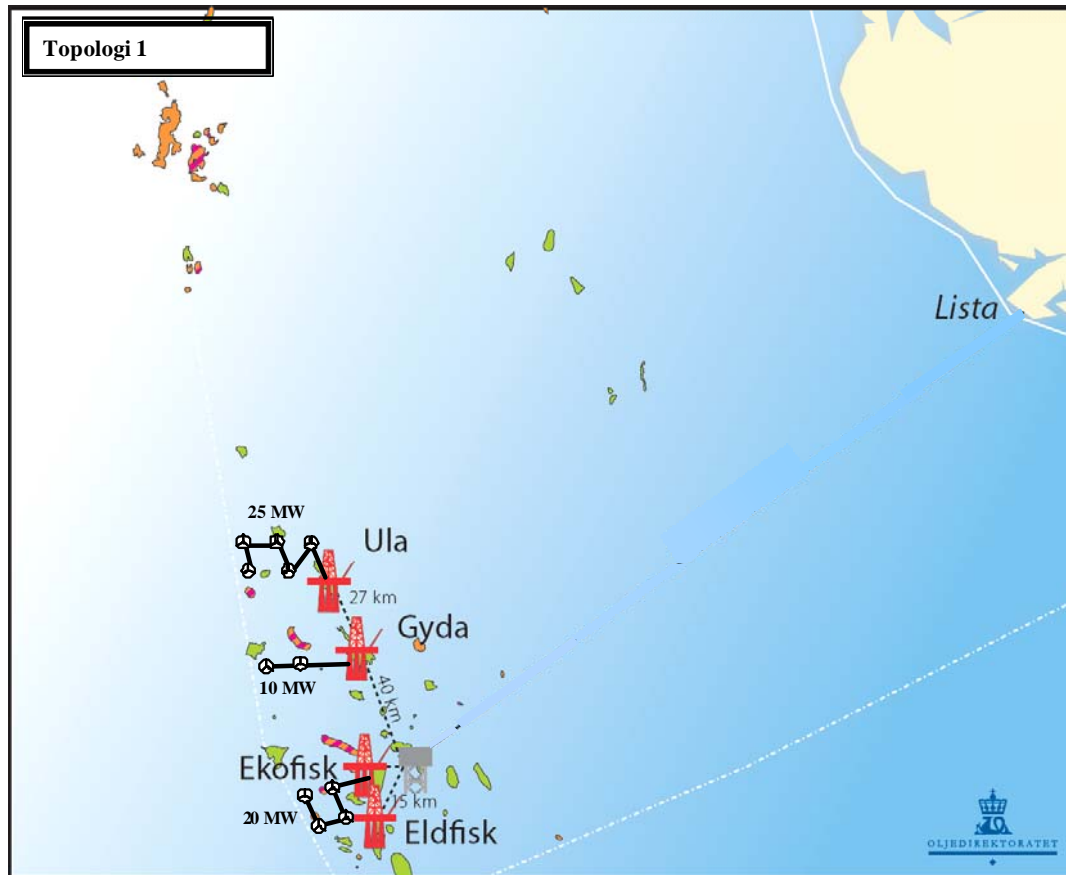 Topologi 1
Lista
25 MW
Ula
27 km
Gyda
10 MW
40 km
Ekofisk
15 km
20 MW
Eldfisk
OLJEDIREKTORATET